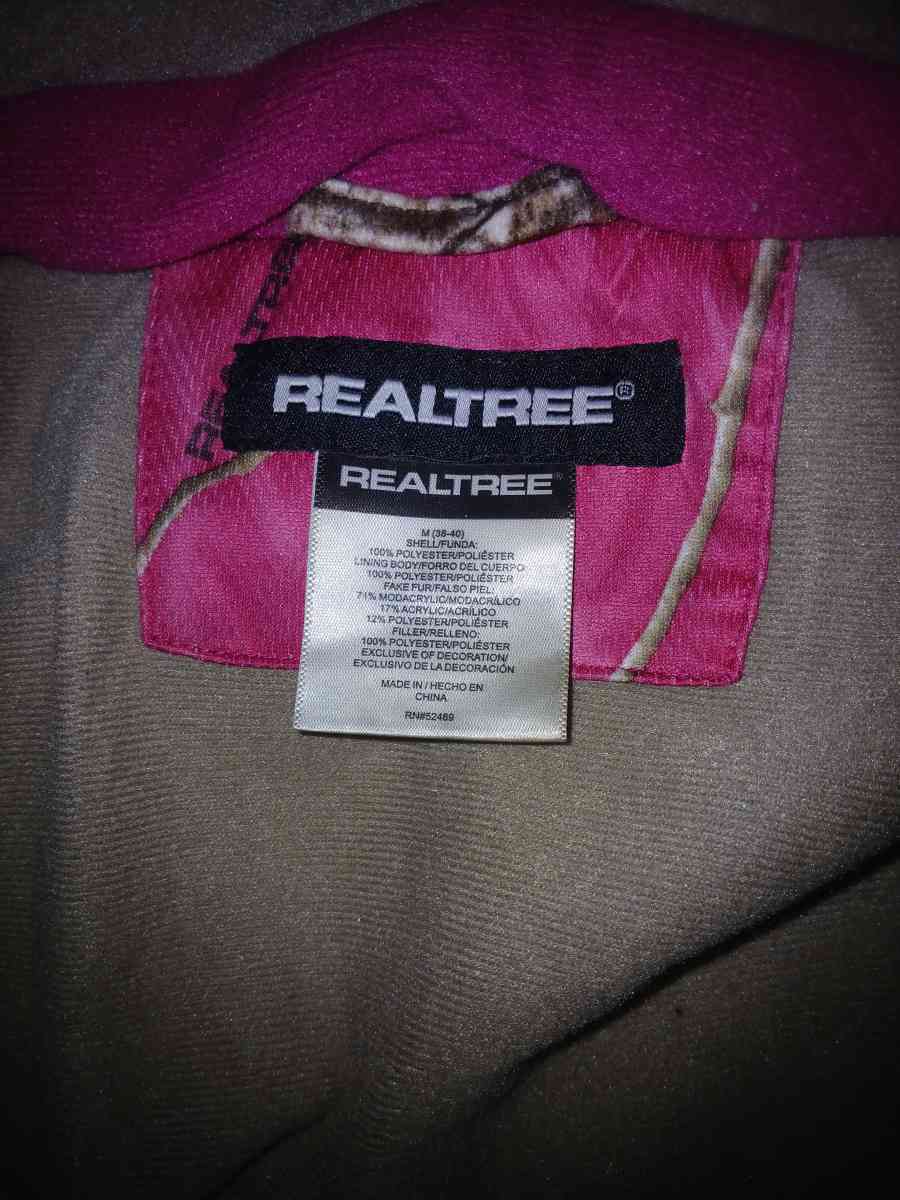 REALTREE
REALTREE®
REALTREE®
M (38-40)
SHELL/FUNDA:
100% POLYESTER/POLIÉSTER
LINING BODY/FORRO DEL CUERPO
100% POLYESTER/POLIÉSTER
FAKE FUR/FALSO PIEL:
71% MODACRYLIC/MODACRÍLICO
17% ACRYLIC/ACRÍLICO
12% POLYESTER/POLIÉSTER
FILLER/RELLENO:
100% POLYESTER/POLIÉSTER
EXCLUSIVE OF DECORATION/
EXCLUSIVO DE LA DECORACIÓN
MADE IN / HECHO EN
CHINA
RN#52469